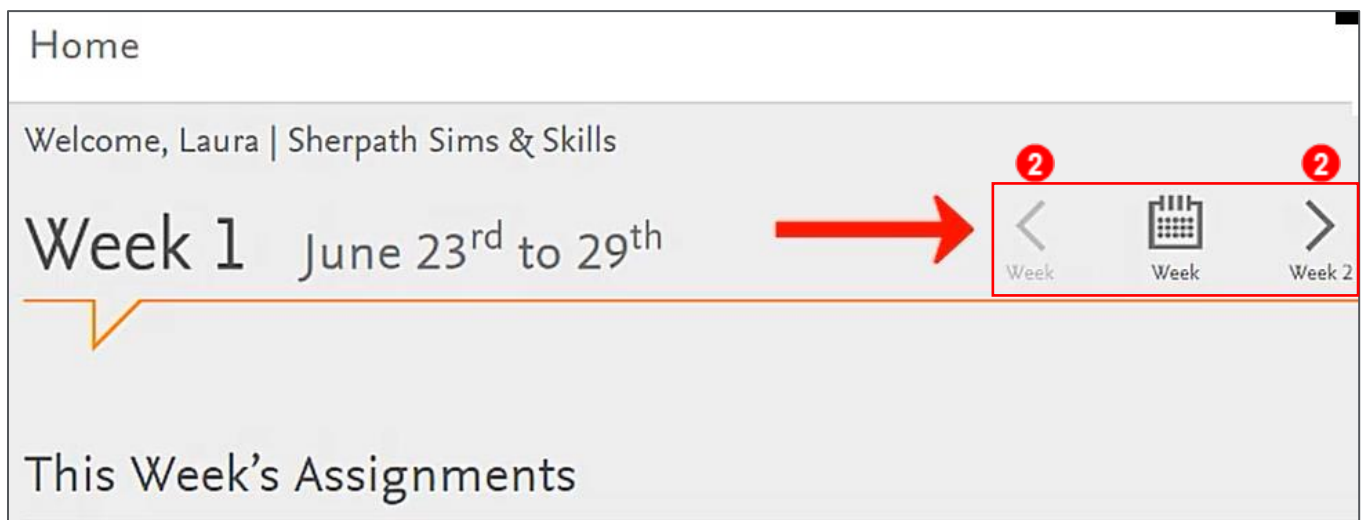 Home
Welcome, Laura | Sherpath Sims & Skills
2 2
Week 1 June 23rd to 29th
Week Week Week 2
This Week's Assignments